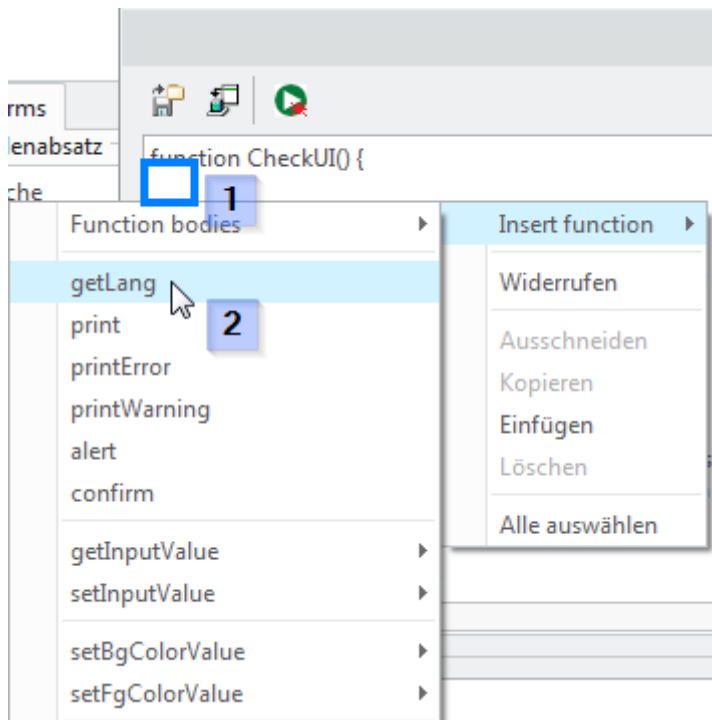 rms
lenabsatz
che
function CheckUI() {
1
Function bodies
getLang
2
print
printError
printWarning
alert
confirm
getInputValue
setInputValue
setBgColorValue
setFgColorValue
Insert function
Widerrufen
Ausschneiden
Kopieren
Einfügen
Löschen
Alle auswählen